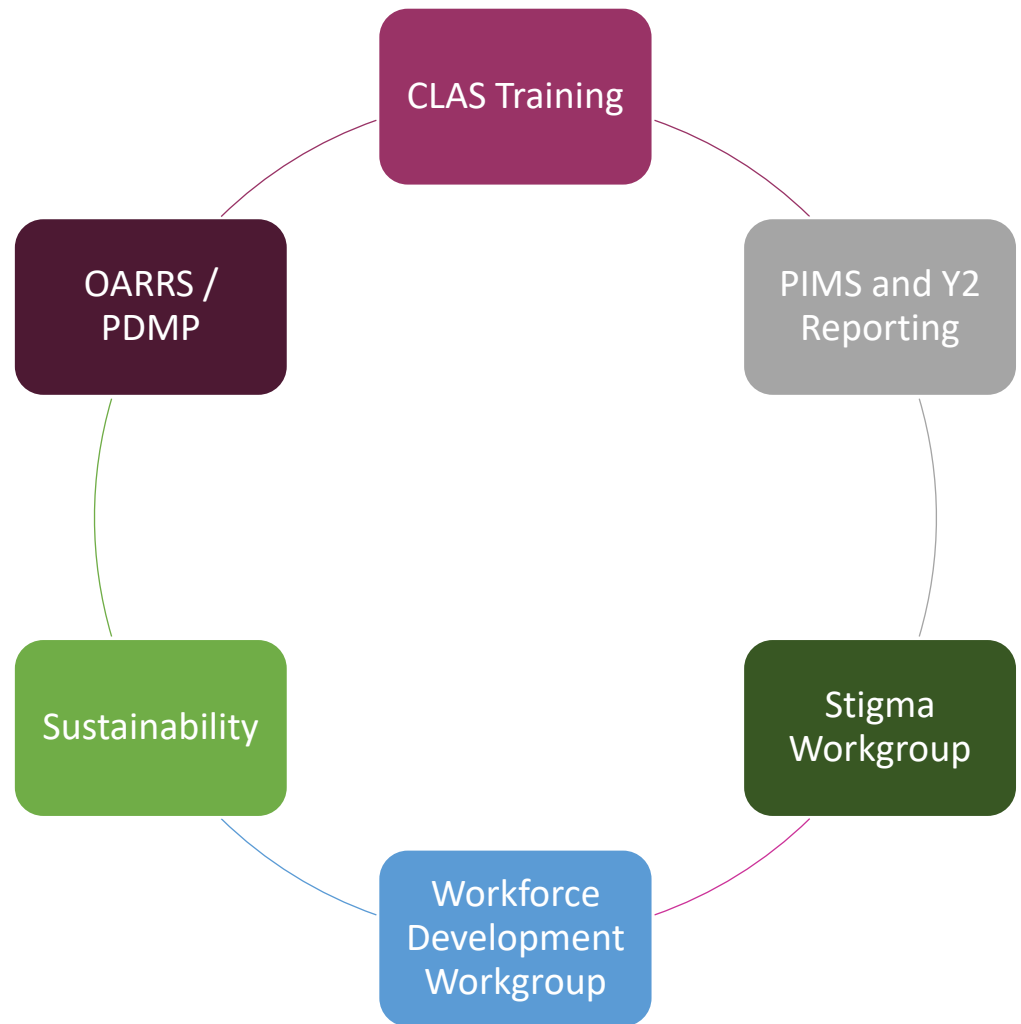 CLAS Training
PIMS and Y2
Reporting
Stigma
Workgroup
Workforce
Development
Workgroup
Sustainability
OARRS /
PDMP